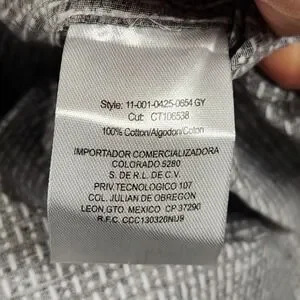 Style: 11-001-0425-0654 GY
Cut: CT106538
100% Cotton/Algodon/Coton
IMPORTADOR COMERCIALIZADORA
COLORADO 5280
S. DE R.L. DE C.V.
PRIV.TECNOLOGICO 107
COL. JULIAN DE OBREGON
LEON,GTO. MEXICO CP 37290
R.F.C. CCC130320NU9